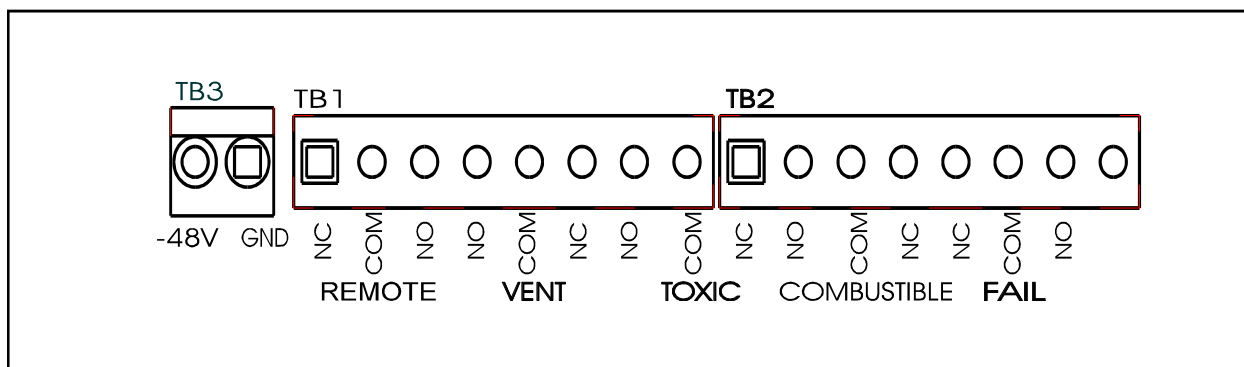 TB3 TB1 TB2
-48V GND NC COM NO NO COM NC NO COM NC NO COM NC NC COM NO
REMOTE VENT TOXIC COMBUSTIBLE FAIL